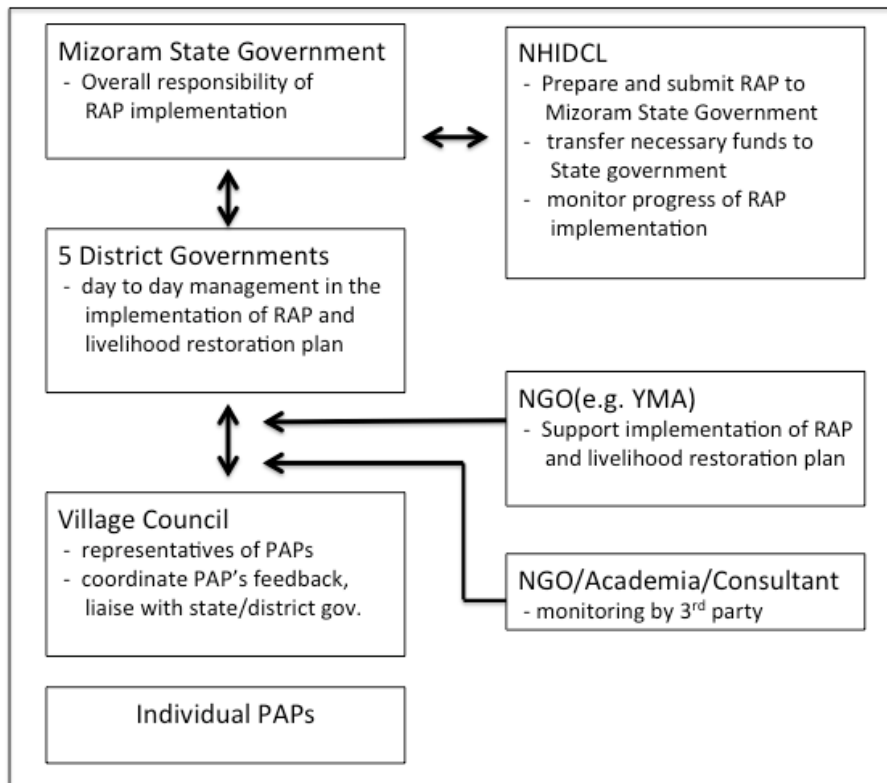 Mizoram State Government
- Overall responsibility of
RAP implementation
NHIDCL
- Prepare and submit RAP to
Mizoram State Government
- transfer necessary funds to
State government
- monitor progress of RAP
implementation
5 District Governments
- day to day management in the
implementation of RAP and
livelihood restoration plan
NGO(e.g. YMA)
- Support implementation of RAP
and livelihood restoration plan
Village Council
- representatives of PAPs
- coordinate PAP's feedback,
liaise with state/district gov.
NGO/Academia/Consultant
- monitoring by 3rd party
Individual PAPs